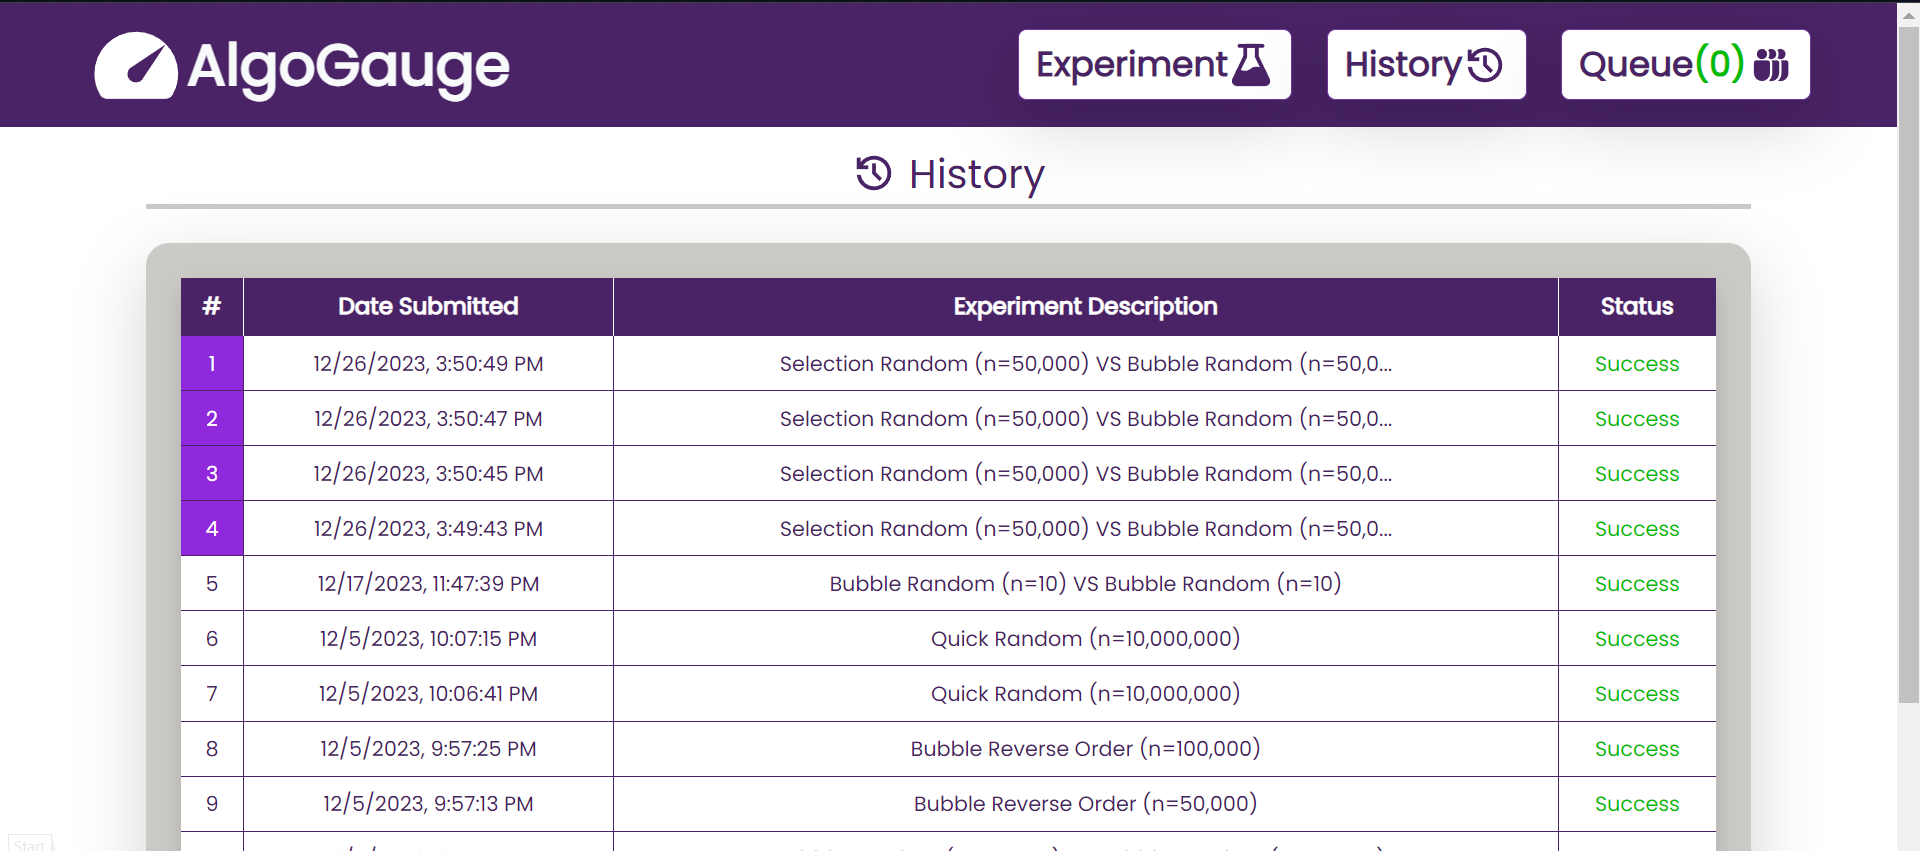 AlgoGauge
Experiment
History
Queue(0)
History
# Date Submitted Experiment Description Status
1 12/26/2023, 3:50:49 PM Selection Random (n=50,000) VS Bubble Random (n=50,0... Success
2 12/26/2023, 3:50:47 PM Selection Random (n=50,000) VS Bubble Random (n=50,0... Success
3 12/26/2023, 3:50:45 PM Selection Random (n=50,000) VS Bubble Random (n=50,0... Success
4 12/26/2023, 3:49:43 PM Selection Random (n=50,000) VS Bubble Random (n=50,0... Success
5 12/17/2023, 11:47:39 PM Bubble Random (n=10) VS Bubble Random (n=10) Success
6 12/5/2023, 10:07:15 PM Quick Random (n=10,000,000) Success
7 12/5/2023, 10:06:41 PM Quick Random (n=10,000,000) Success
8 12/5/2023, 9:57:25 PM Bubble Reverse Order (n=100,000) Success
9 12/5/2023, 9:57:13 PM Bubble Reverse Order (n=50,000) Success
Start